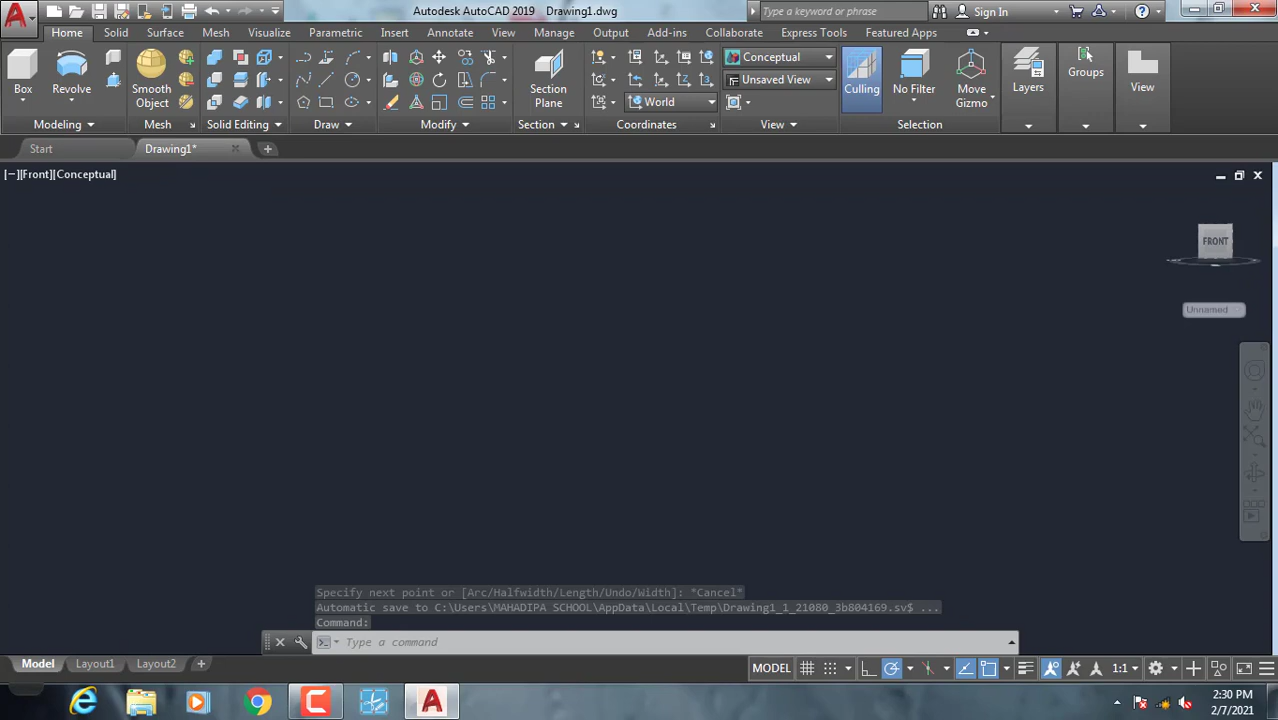 Autodesk AutoCAD 2019 Drawing1.dwg Type a keyword or phrase Sign In
Home Solid Surface Mesh Visualize Parametric Insert Annotate View Manage Output Add-ins Collaborate Express Tools Featured Apps
Box Revolve Smooth Object Section Plane Conceptual Unsaved View World Culling No Filter Move Gizmo Layers Groups View
Modeling Mesh Solid Editing Draw Modify Section Coordinates View Selection
Start Drawing1*
[−][Front][Conceptual]
FRONT
Unnamed
Specify next point or [Arc/Halfwidth/Length/Undo/Width]: *Cancel*
Automatic save to C:\Users\MAHADIPA SCHOOL\AppData\Local\Temp\Drawing1_1_21080_3b804169.sv$ ...
Command:
Type a command
Model Layout1 Layout2 MODEL 1:1
2:30 PM
2/7/2021